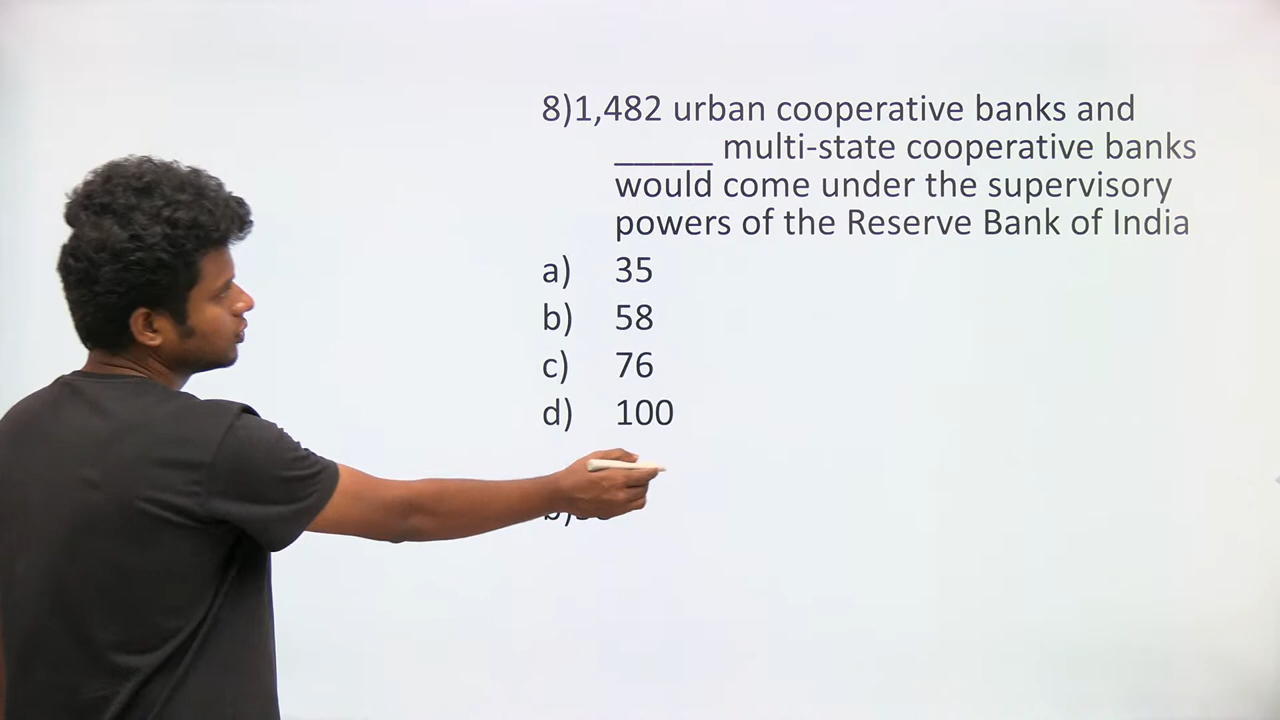 8)1,482 urban cooperative banks and
_____ multi-state cooperative banks
would come under the supervisory
powers of the Reserve Bank of India
a) 35
b) 58
c) 76
d) 100